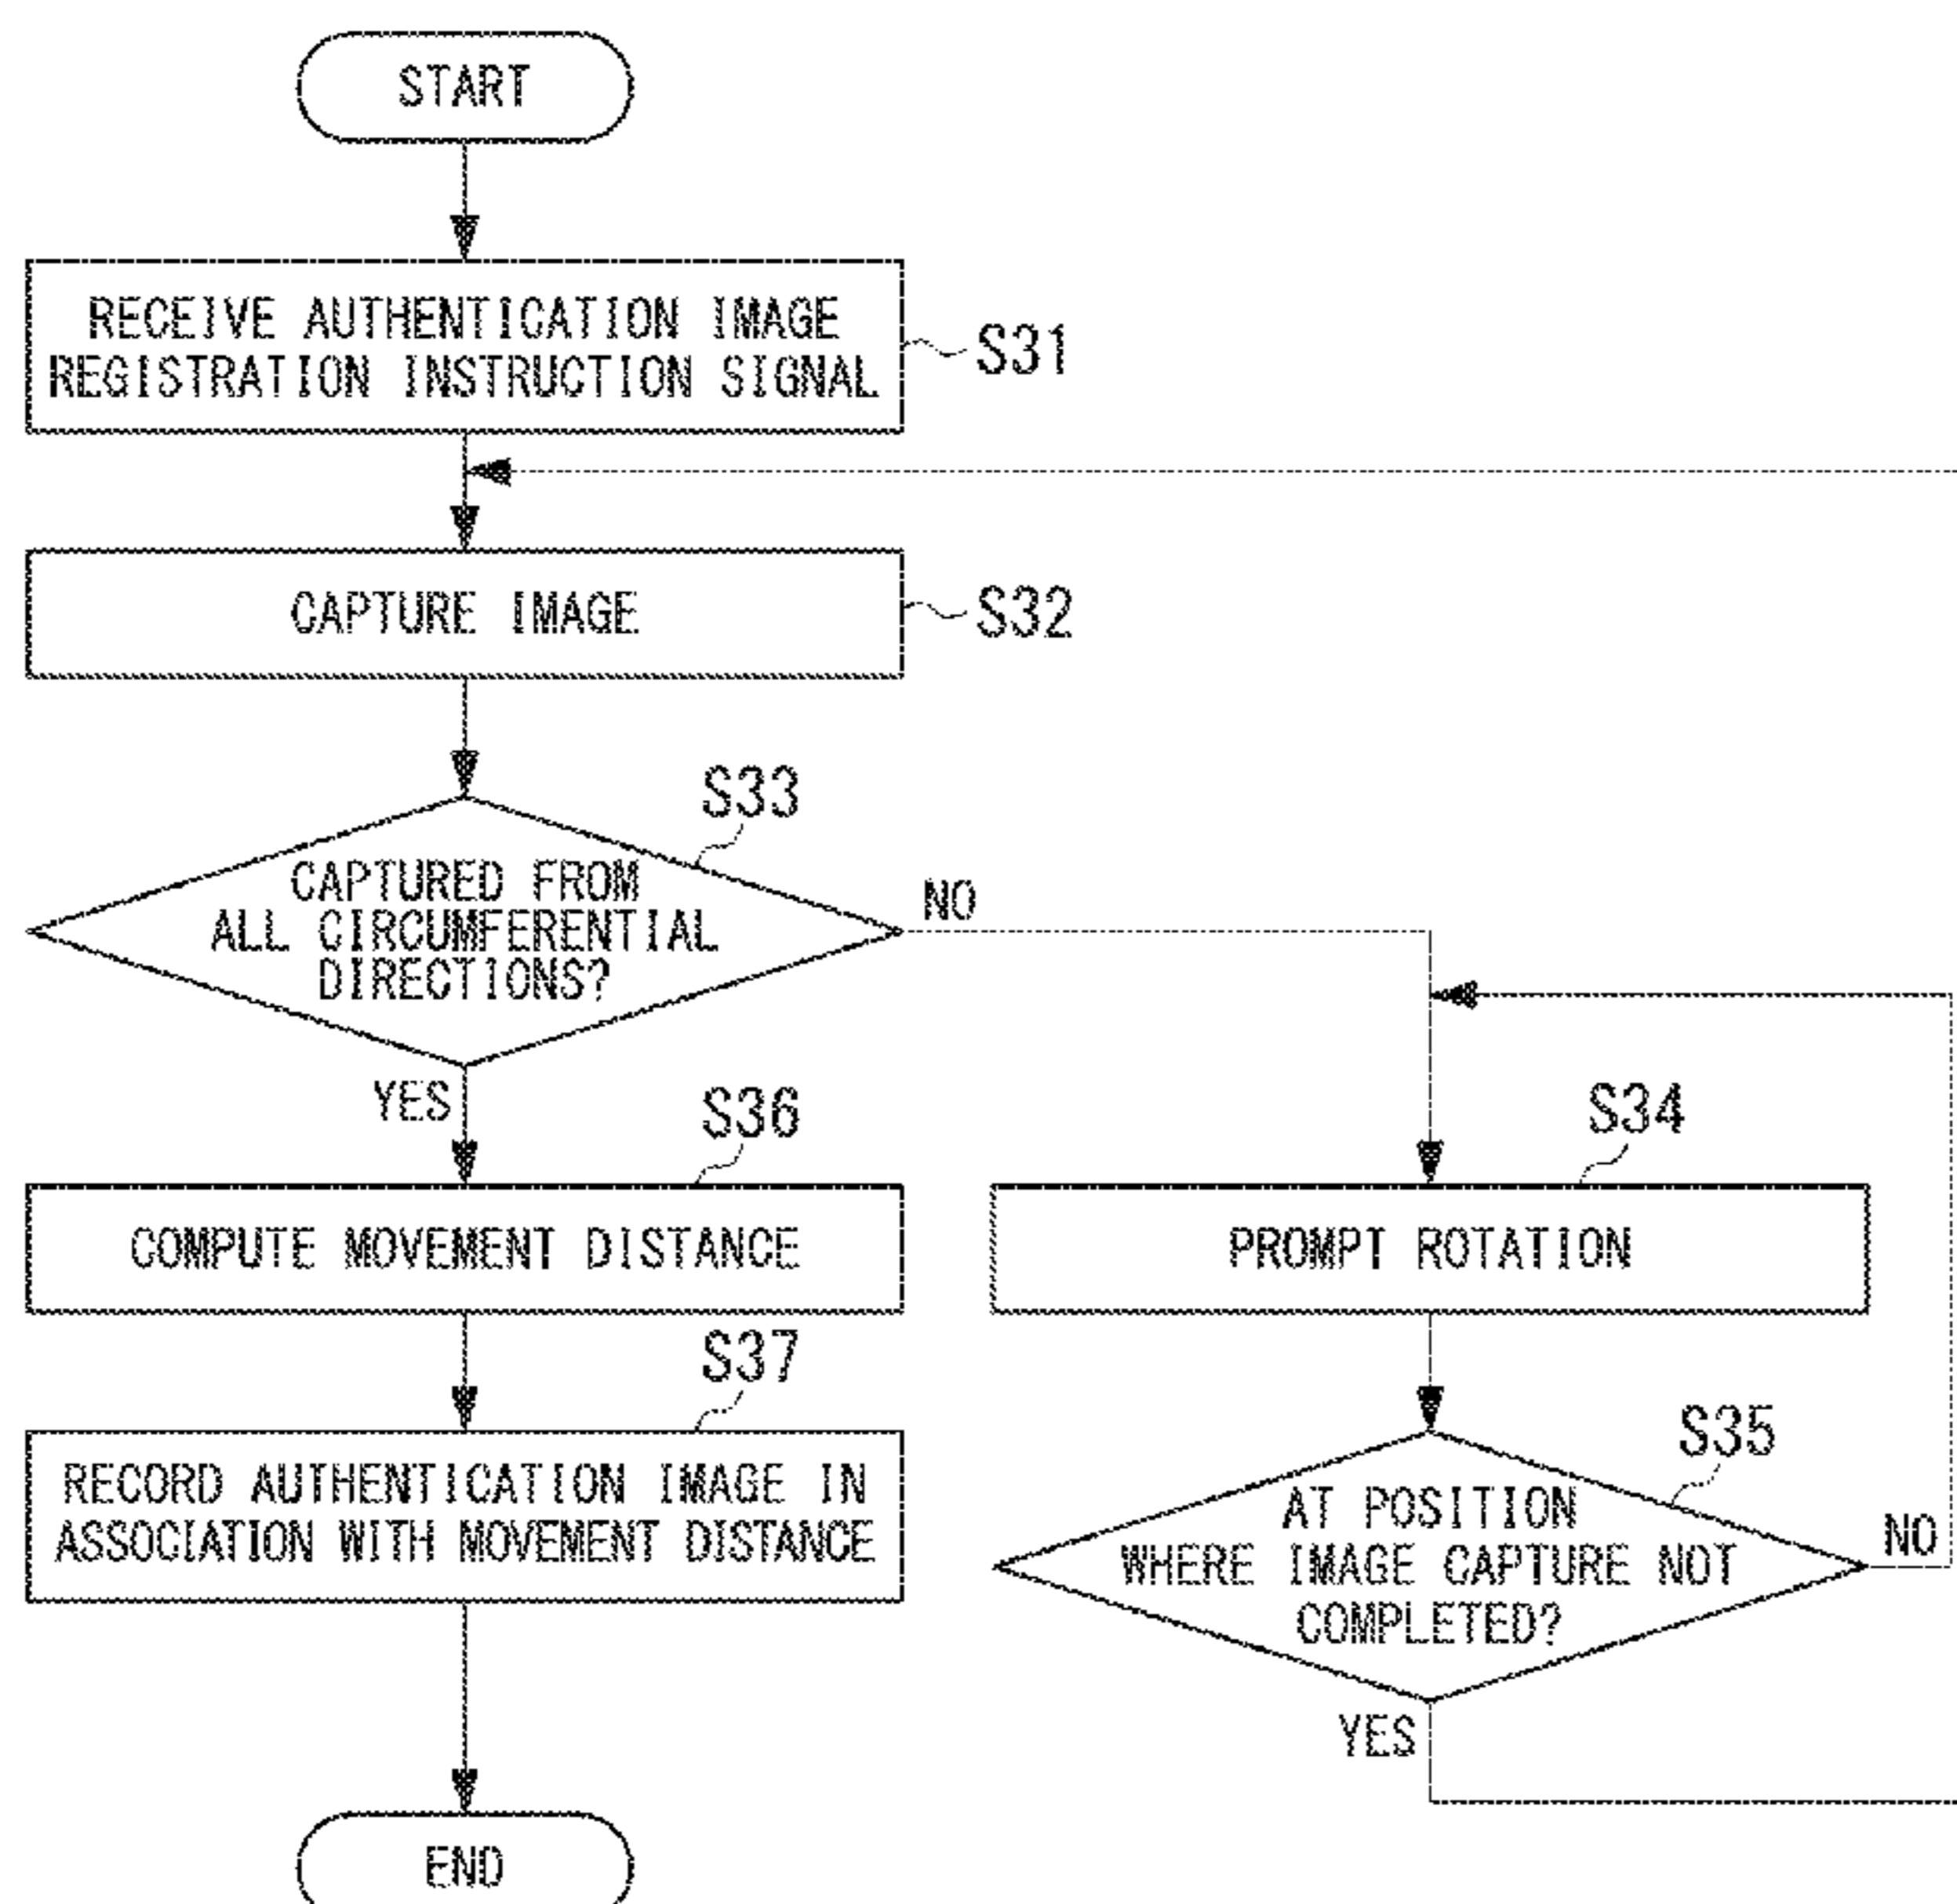 START
RECEIVE AUTHENTICATION IMAGE
REGISTRATION INSTRUCTION SIGNAL
S31
CAPTURE IMAGE
S32
S33
CAPTURED FROM
ALL CIRCUMFERENTIAL
DIRECTIONS?
NO
YES
S36
COMPUTE MOVEMENT DISTANCE
S34
PROMPT ROTATION
S37
RECORD AUTHENTICATION IMAGE IN
ASSOCIATION WITH MOVEMENT DISTANCE
S35
AT POSITION
WHERE IMAGE CAPTURE NOT
COMPLETED?
NO
YES
END